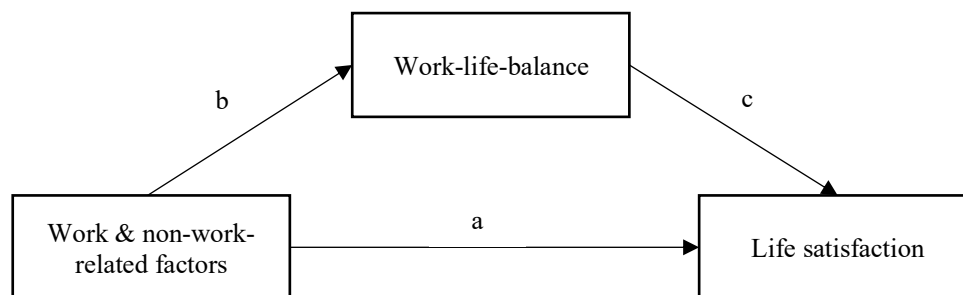 Work-life-balance
b
c
a
Work & non-work-
related factors
Life satisfaction